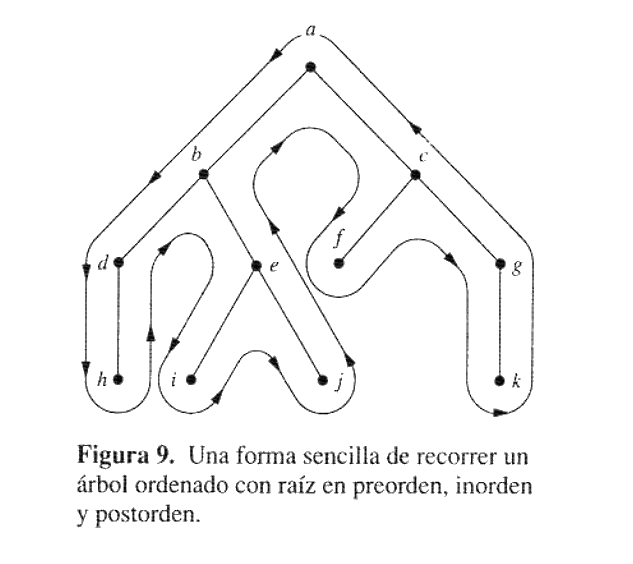 a
b
c
d
e
f
g
h
i
j
k
Figura 9. Una forma sencilla de recorrer un
árbol ordenado con raíz en preorden, inorden
y postorden.